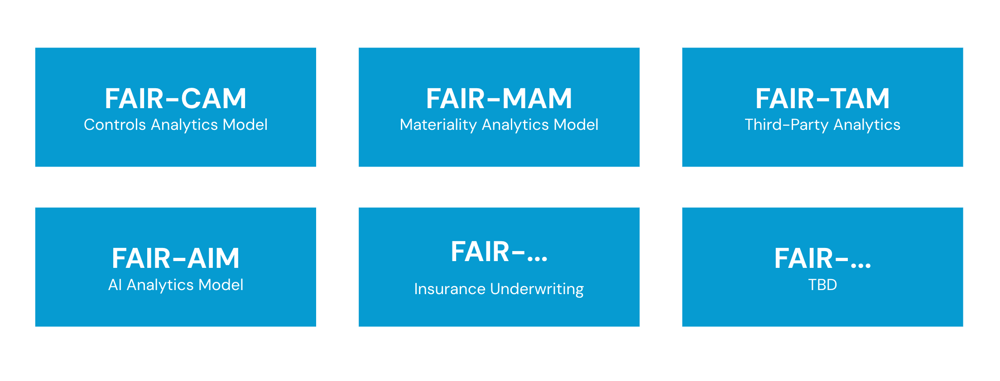 FAIR-CAM
Controls Analytics Model
FAIR-MAM
Materiality Analytics Model
FAIR-TAM
Third-Party Analytics
FAIR-AIM
AI Analytics Model
FAIR-...
Insurance Underwriting
FAIR-...
TBD